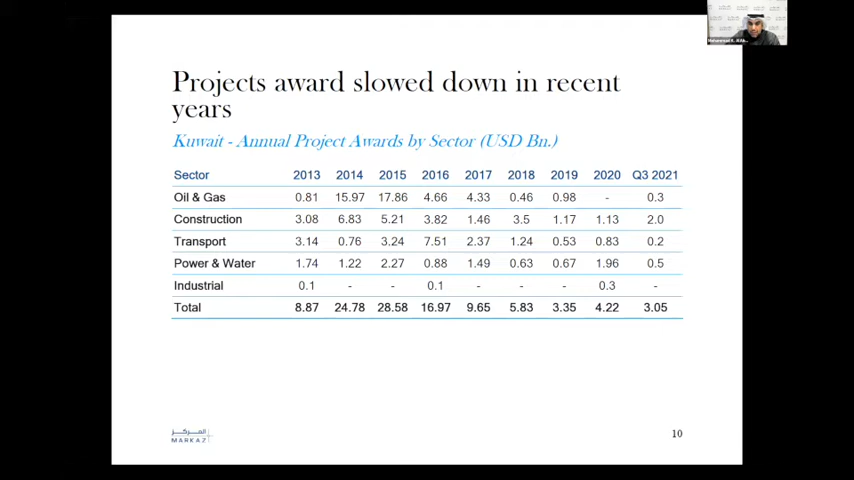 Projects award slowed down in recent
years
Kuwait - Annual Project Awards by Sector (USD Bn.)
Sector 2013 2014 2015 2016 2017 2018 2019 2020 Q3 2021
Oil & Gas 0.81 15.97 17.86 4.66 4.33 0.46 0.98 - 0.3
Construction 3.08 6.83 5.21 3.82 1.46 3.5 1.17 1.13 2.0
Transport 3.14 0.76 3.24 7.51 2.37 1.24 0.53 0.83 0.2
Power & Water 1.74 1.22 2.27 0.88 1.49 0.63 0.67 1.96 0.5
Industrial 0.1 - - 0.1 - - - 0.3 -
Total 8.87 24.78 28.58 16.97 9.65 5.83 3.35 4.22 3.05
المركز
MARKAZ
10